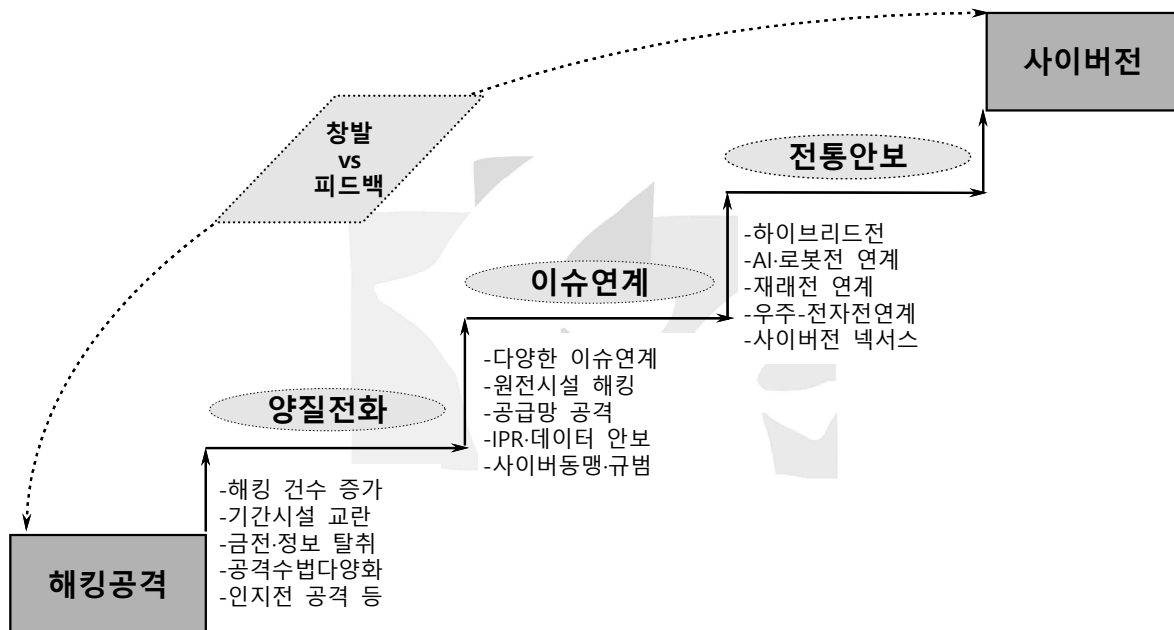 사이버전
창발
vs
피드백
전통안보
-하이브리드전
-AI·로봇전 연계
-재래전 연계
-우주-전자전연계
-사이버전 넥서스
이슈연계
-다양한 이슈연계
-원전시설 해킹
-공급망 공격
-IPR·데이터 안보
-사이버동맹·규범
양질전화
-해킹 건수 증가
-기간시설 교란
-금전·정보 탈취
-공격수법다양화
-인지전 공격 등
해킹공격